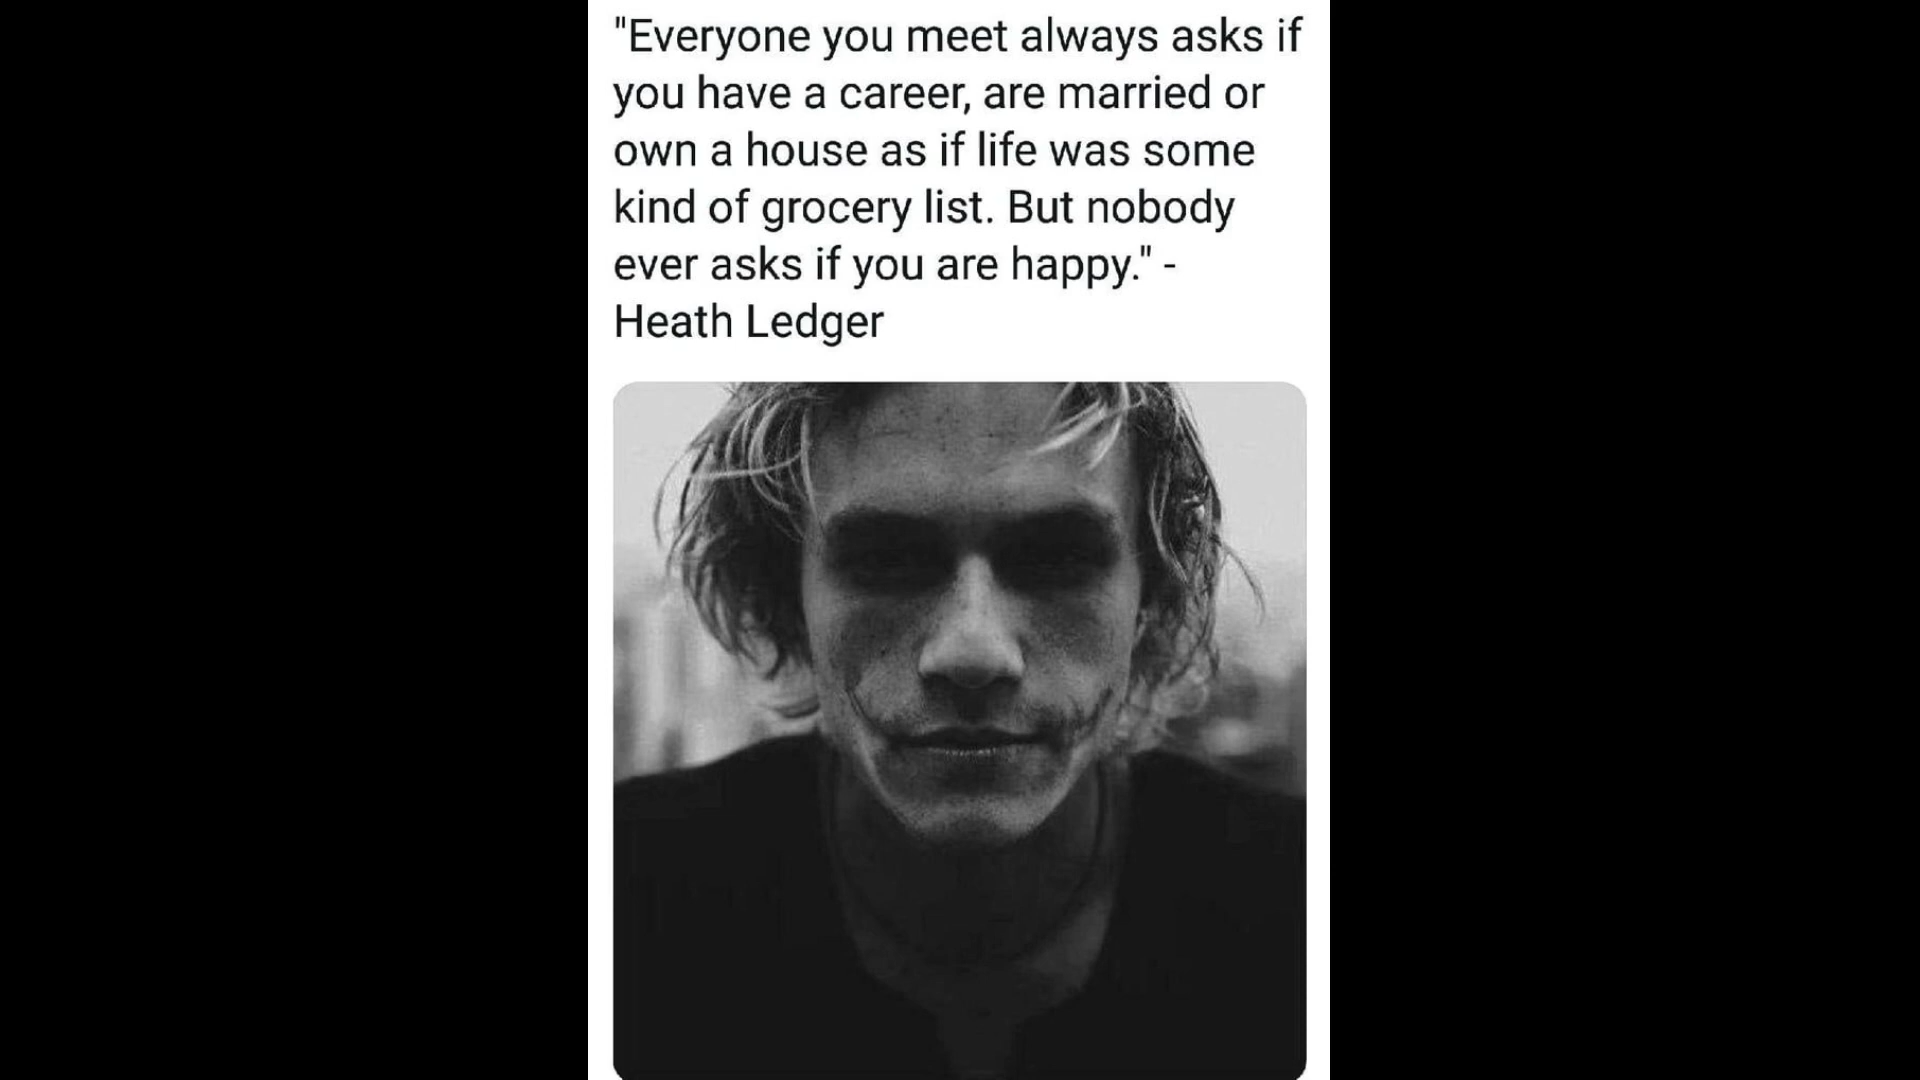 "Everyone you meet always asks if
you have a career, are married or
own a house as if life was some
kind of grocery list. But nobody
ever asks if you are happy." -
Heath Ledger